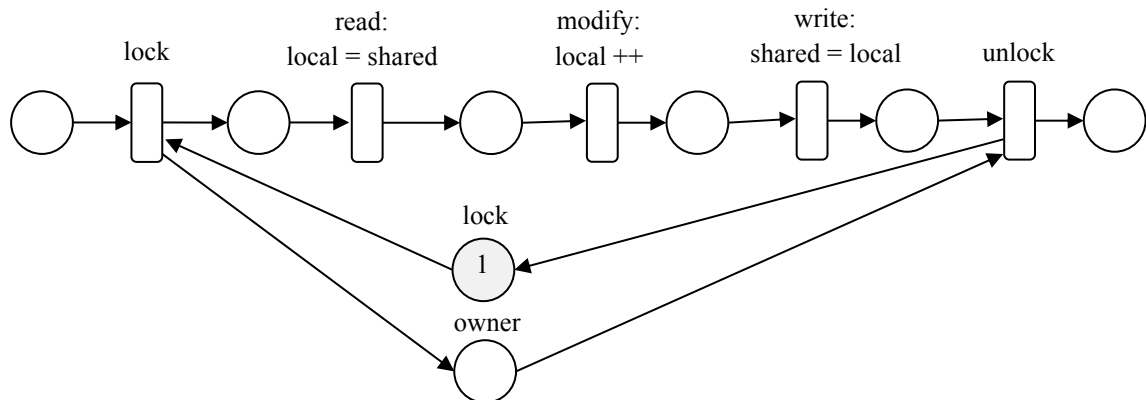 lock
read:
local = shared
modify:
local ++
write:
shared = local
unlock
lock
1
owner